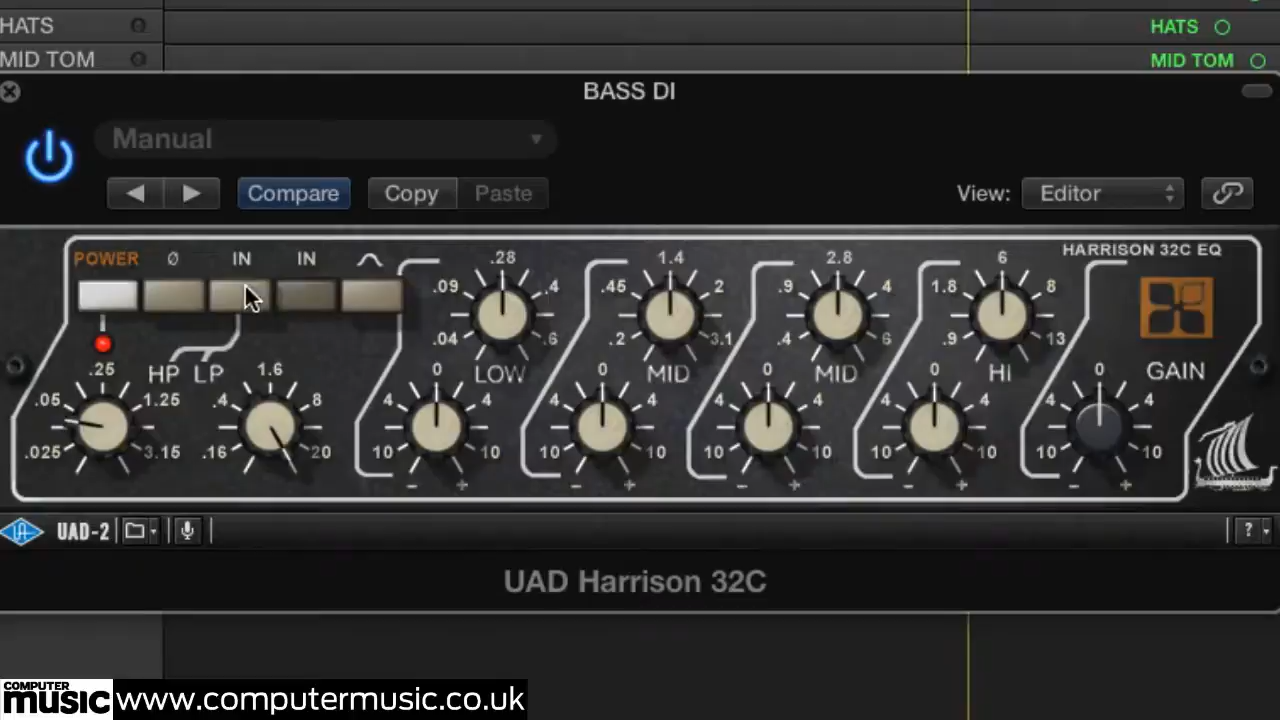 HATS
HATS
MID TOM
MID TOM
BASS DI
Manual
Compare
Copy
Paste
View:
Editor
POWER
Ø
IN
IN
HARRISON 32C EQ
.28
.09
.4
.04
.6
LOW
1.4
.45
2
.2
3.1
MID
2.8
.9
4
.4
6
MID
6
1.8
8
.9
13
HI
GAIN
HP
LP
.25
.05
1.25
.025
3.15
1.6
.4
8
.16
20
0
4
4
10
10
-
+
0
4
4
10
10
-
+
0
4
4
10
10
-
+
0
4
4
10
10
-
+
0
4
4
10
10
-
+
UA
UAD-2
?
UAD Harrison 32C
COMPUTER
music
www.computermusic.co.uk